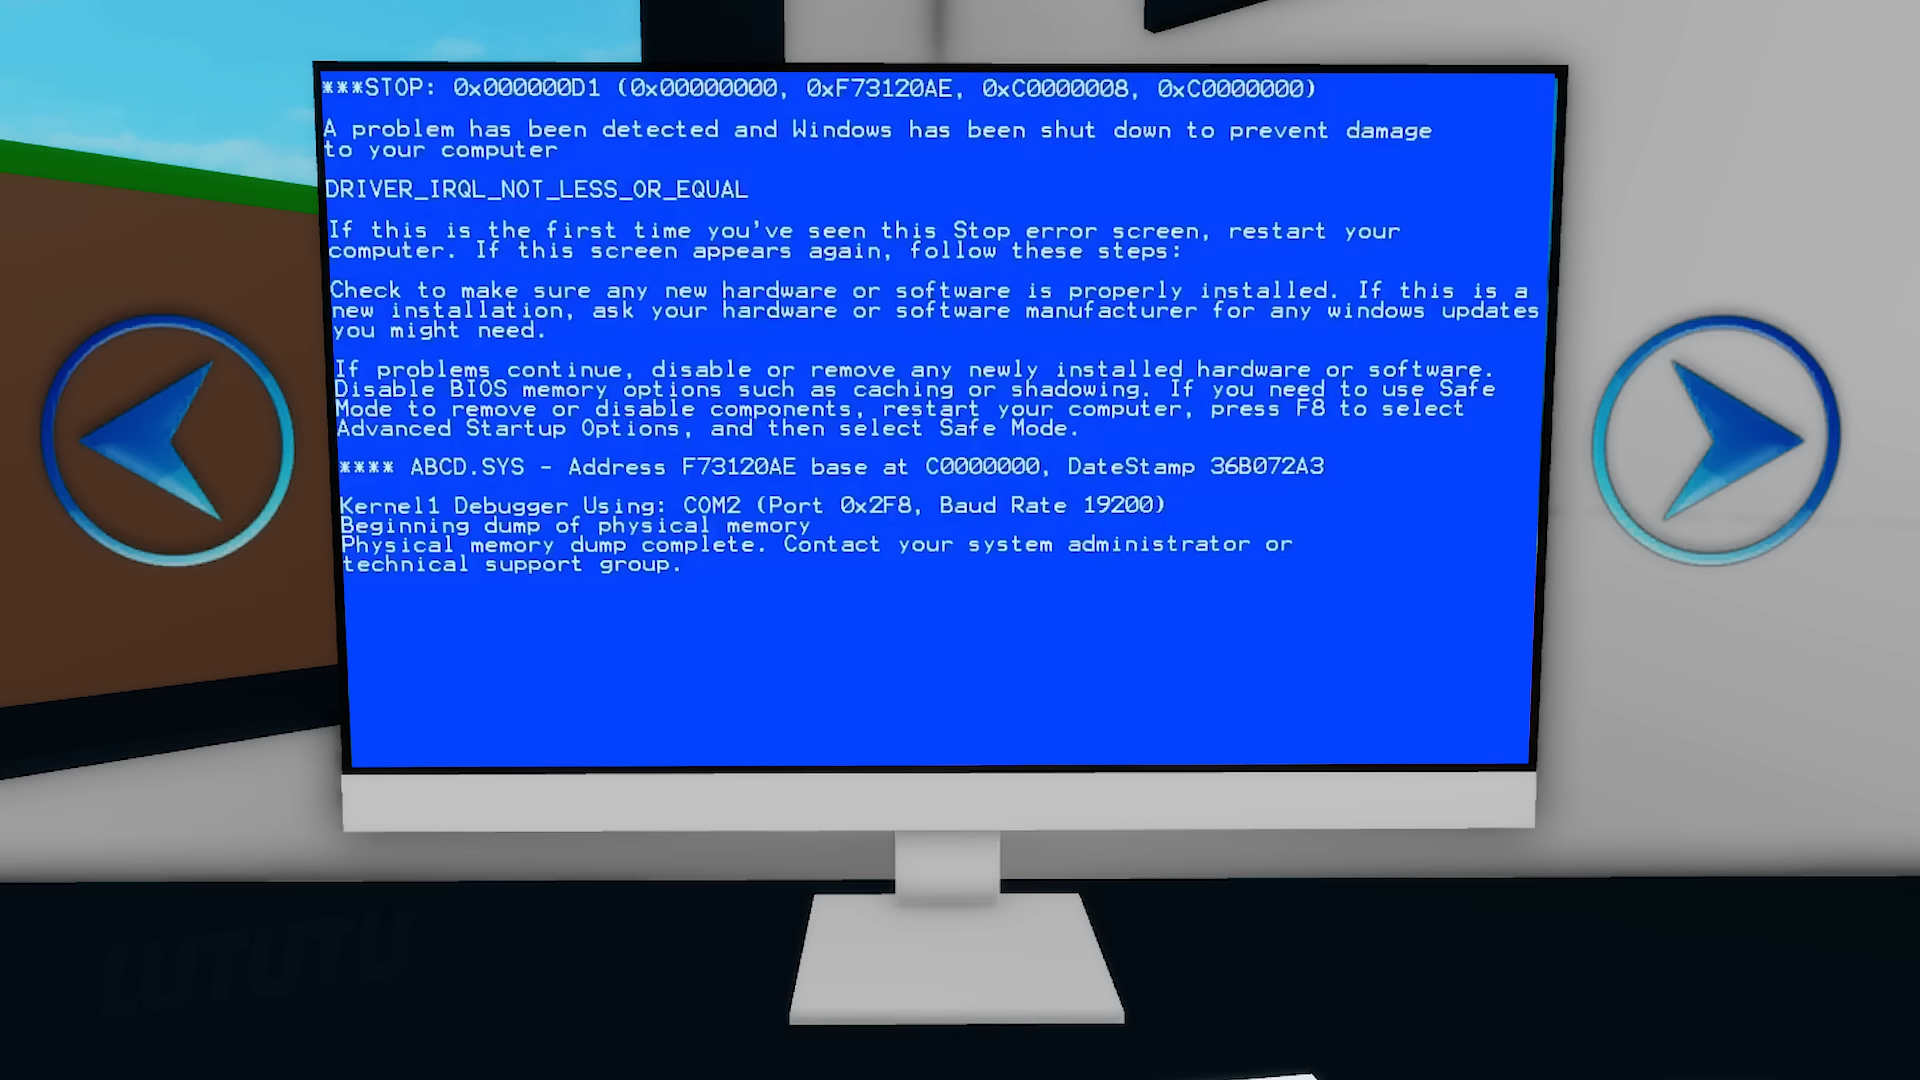 ***STOP: 0x000000D1 (0x00000000, 0xF73120AE, 0xC0000008, 0xC0000000)
A problem has been detected and Windows has been shut down to prevent damage
to your computer
DRIVER_IRQL_NOT_LESS_OR_EQUAL
If this is the first time you've seen this Stop error screen, restart your
computer. If this screen appears again, follow these steps:
Check to make sure any new hardware or software is properly installed. If this is a
new installation, ask your hardware or software manufacturer for any windows updates
you might need.
If problems continue, disable or remove any newly installed hardware or software.
Disable BIOS memory options such as caching or shadowing. If you need to use Safe
Mode to remove or disable components, restart your computer, press F8 to select
Advanced Startup Options, and then select Safe Mode.
**** ABCD.SYS - Address F73120AE base at C0000000, DateStamp 36B072A3
Kernel1 Debugger Using: COM2 (Port 0x2F8, Baud Rate 19200)
Beginning dump of physical memory
Physical memory dump complete. Contact your system administrator or
technical support group.